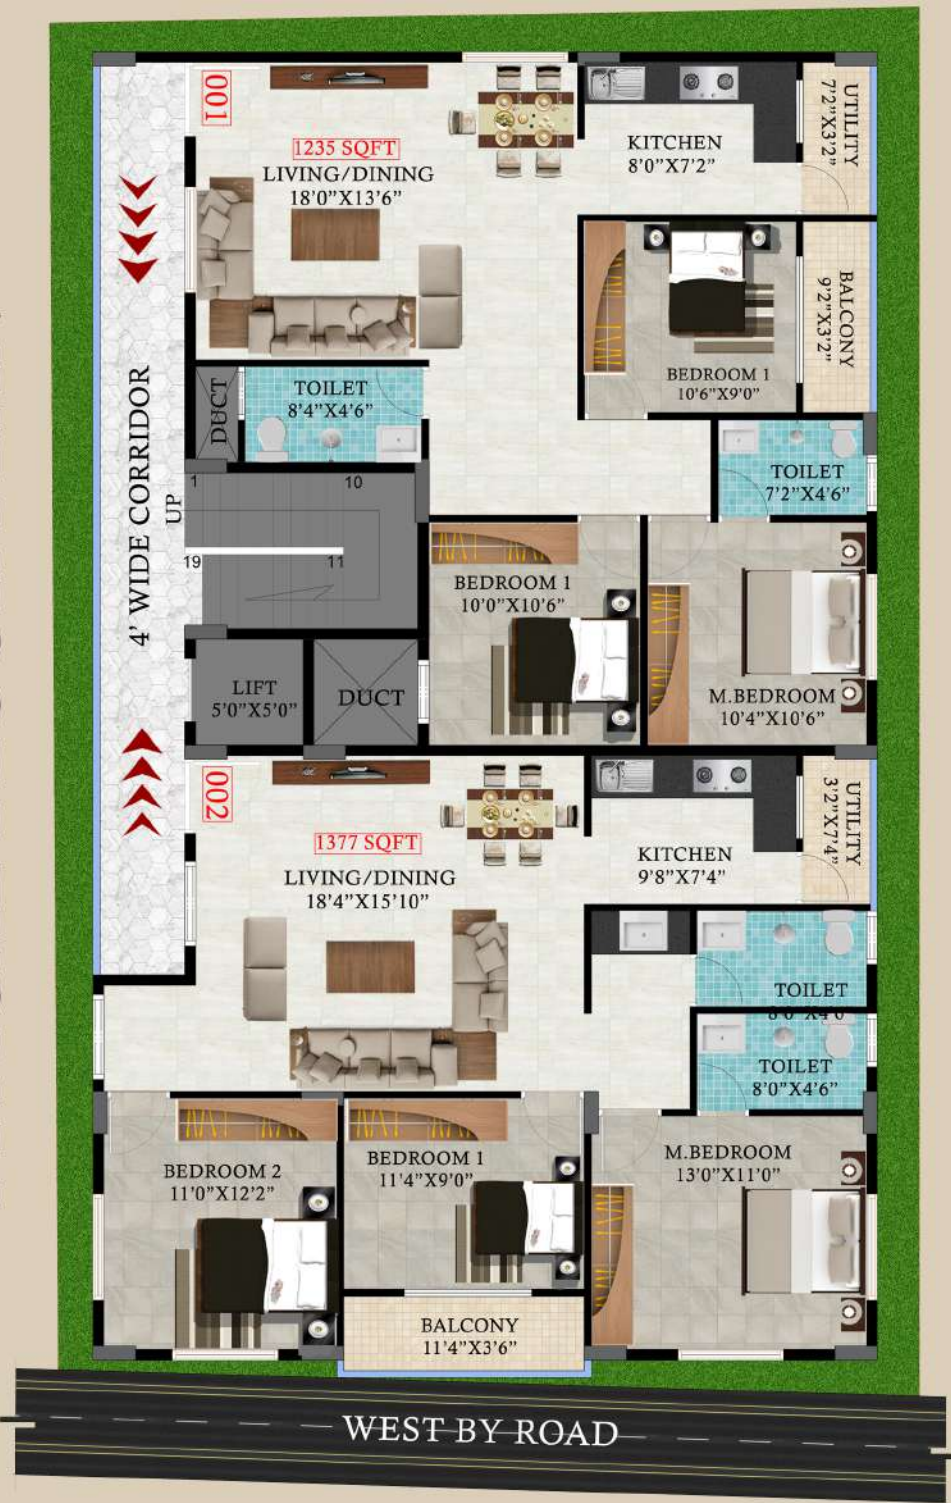 001
1235 SQFT
LIVING/DINING
18'0"X13'6"
KITCHEN
8'0"X7'2"
UTILITY
7'2"X3'2"
BALCONY
9'2"X3'2"
BEDROOM 1
10'6"X9'0"
TOILET
8'4"X4'6"
DUCT
TOILET
7'2"X4'6"
4' WIDE CORRIDOR
UP
1
10
19
11
BEDROOM 1
10'0"X10'6"
M.BEDROOM
10'4"X10'6"
LIFT
5'0"X5'0"
DUCT
002
1377 SQFT
LIVING/DINING
18'4"X15'10"
KITCHEN
9'8"X7'4"
UTILITY
3'2"X7'4"
TOILET
TOILET
8'0"X4'6"
BEDROOM 2
11'0"X12'2"
BEDROOM 1
11'4"X9'0"
M.BEDROOM
13'0"X11'0"
BALCONY
11'4"X3'6"
WEST BY ROAD